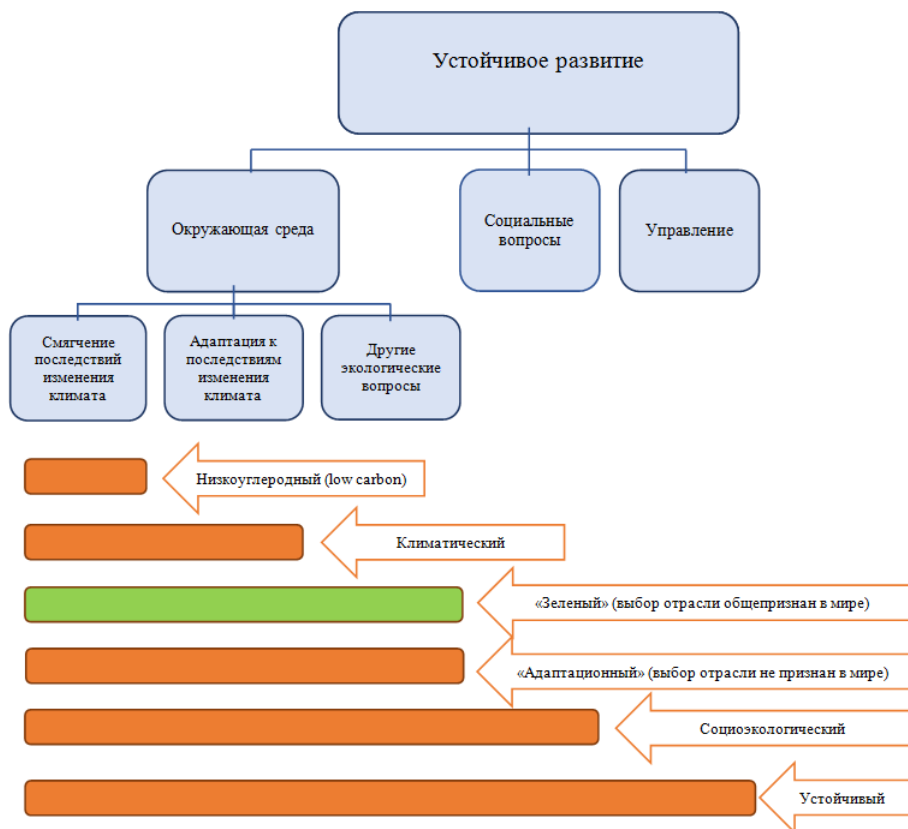 Устойчивое развитие
Окружающая среда
Социальные
вопросы
Управление
Смягчение
последствий
изменения
климата
Адаптация к
последствиям
изменения
климата
Другие
экологические
вопросы
Низкоуглеродный (low carbon)
Климатический
«Зеленый» (выбор отрасли общепризнан в мире)
«Адаптационный» (выбор отрасли не признан в мире)
Социоэкологический
Устойчивый